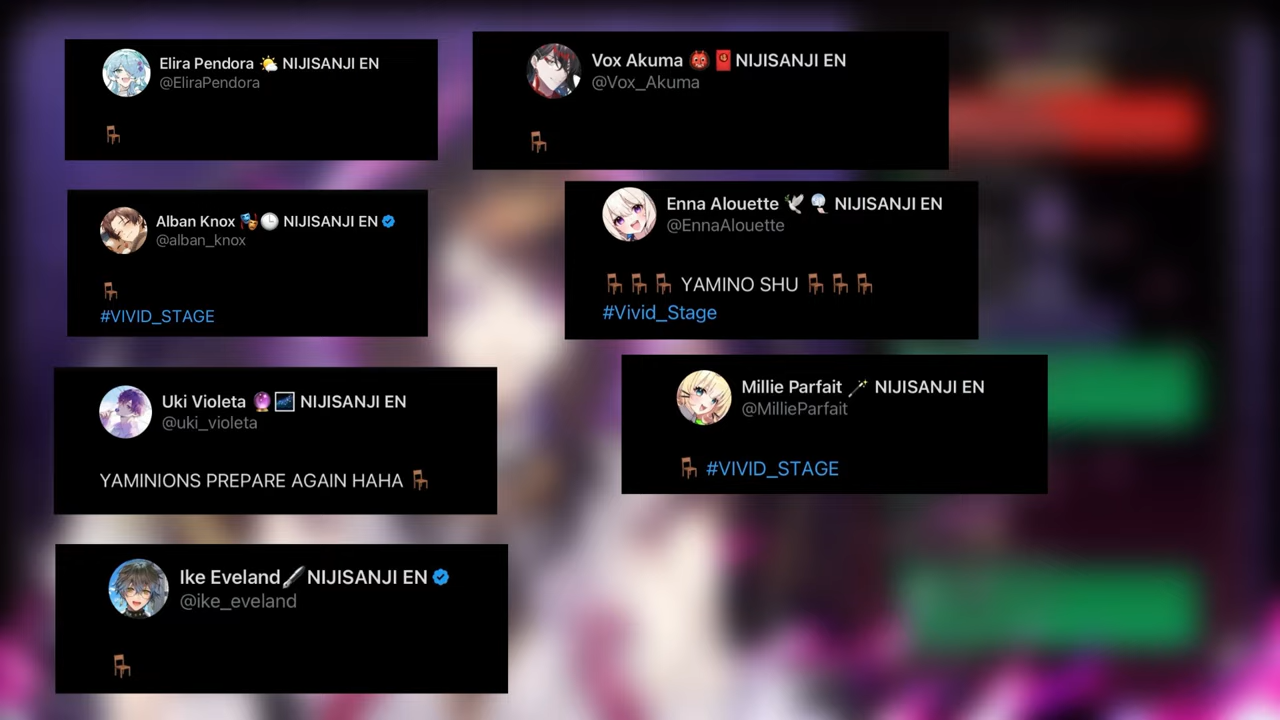 Elira Pendora 🌤️ NIJISANJI EN
@EliraPendora
🪑
Vox Akuma 👹🧧NIJISANJI EN
@Vox_Akuma
🪑
Alban Knox 🎭🕒 NIJISANJI EN
@alban_knox
🪑
#VIVID_STAGE
Enna Alouette 🕊️🪩 NIJISANJI EN
@EnnaAlouette
🪑🪑🪑 YAMINO SHU 🪑🪑🪑
#Vivid_Stage
Uki Violeta 🔮🌌 NIJISANJI EN
@uki_violeta
YAMINIONS PREPARE AGAIN HAHA 🪑
Millie Parfait 🪄 NIJISANJI EN
@MillieParfait
🪑 #VIVID_STAGE
Ike Eveland🖋️NIJISANJI EN
@ike_eveland
🪑